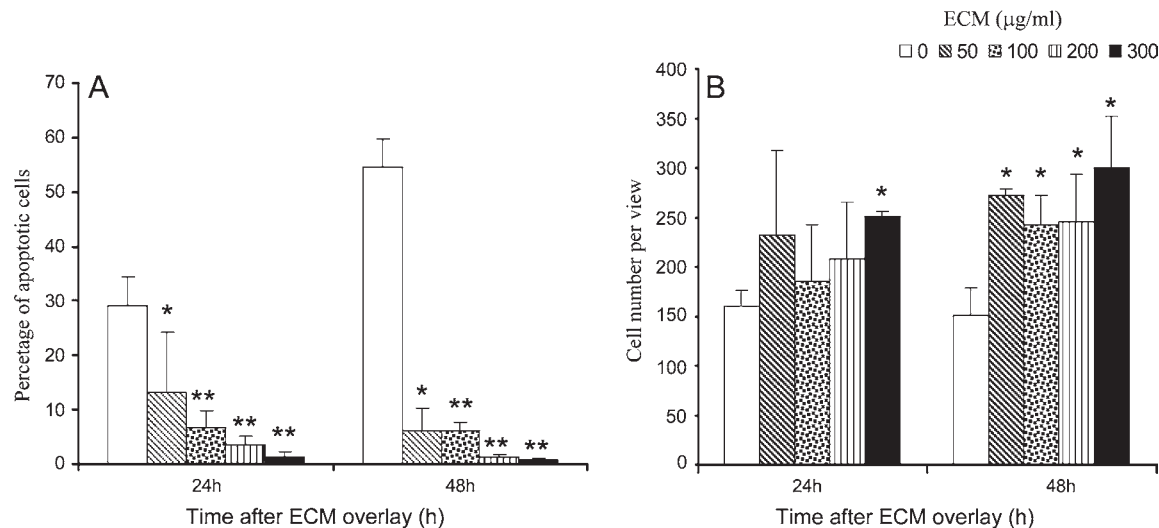 ECM (μg/ml)
0 50 100 200 300
A
70
60
50
40
30
20
10
0
Percetage of apoptotic cells
* ** ** **
* ** ** **
24h 48h
Time after ECM overlay (h)
B
400
350
300
250
200
150
100
50
0
Cell number per view
*
* * * *
24h 48h
Time after ECM overlay (h)